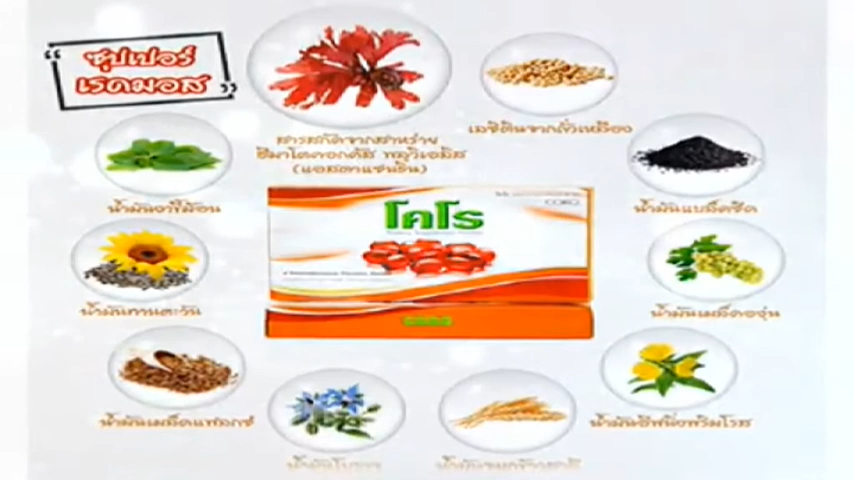 “ ซุปเปอร์
เรดมอส ”
สารสกัดจากสาหร่าย
ฮีมาโตคอกคัส พลูวิเอลิส
(แอสตาแซนธิน)
เลซิตินจากถั่วเหลือง
น้ำมันงาขี้ม้อน
น้ำมันแบล็คซีด
โคโร
CORO
น้ำมันทานตะวัน
น้ำมันเมล็ดองุ่น
น้ำมันเมล็ดแฟลกซ์
น้ำมันอีฟนิ่งพริมโรส
น้ำมันโบราจ
น้ำมันจมูกข้าวสาลี